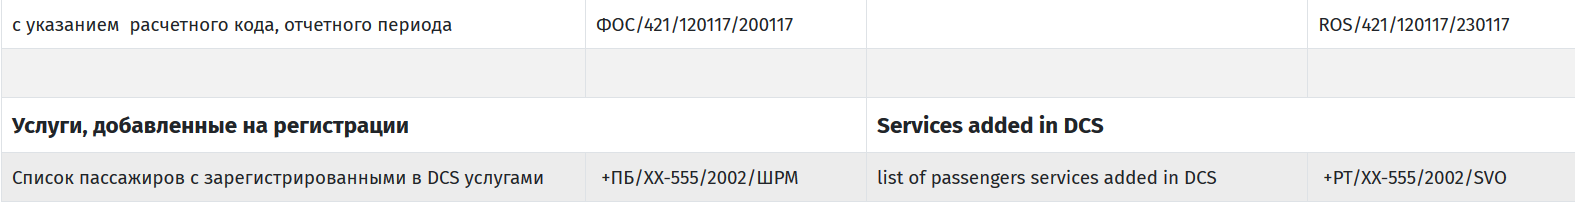 с указанием  расчетного кода, отчетного периода ФОС/421/120117/200117 ROS/421/120117/230117
Услуги, добавленные на регистрации Services added in DCS
Список пассажиров с зарегистрированными в DCS услугами +ПБ/XX-555/2002/ШРМ list of passengers services added in DCS +PT/XX-555/2002/SVO